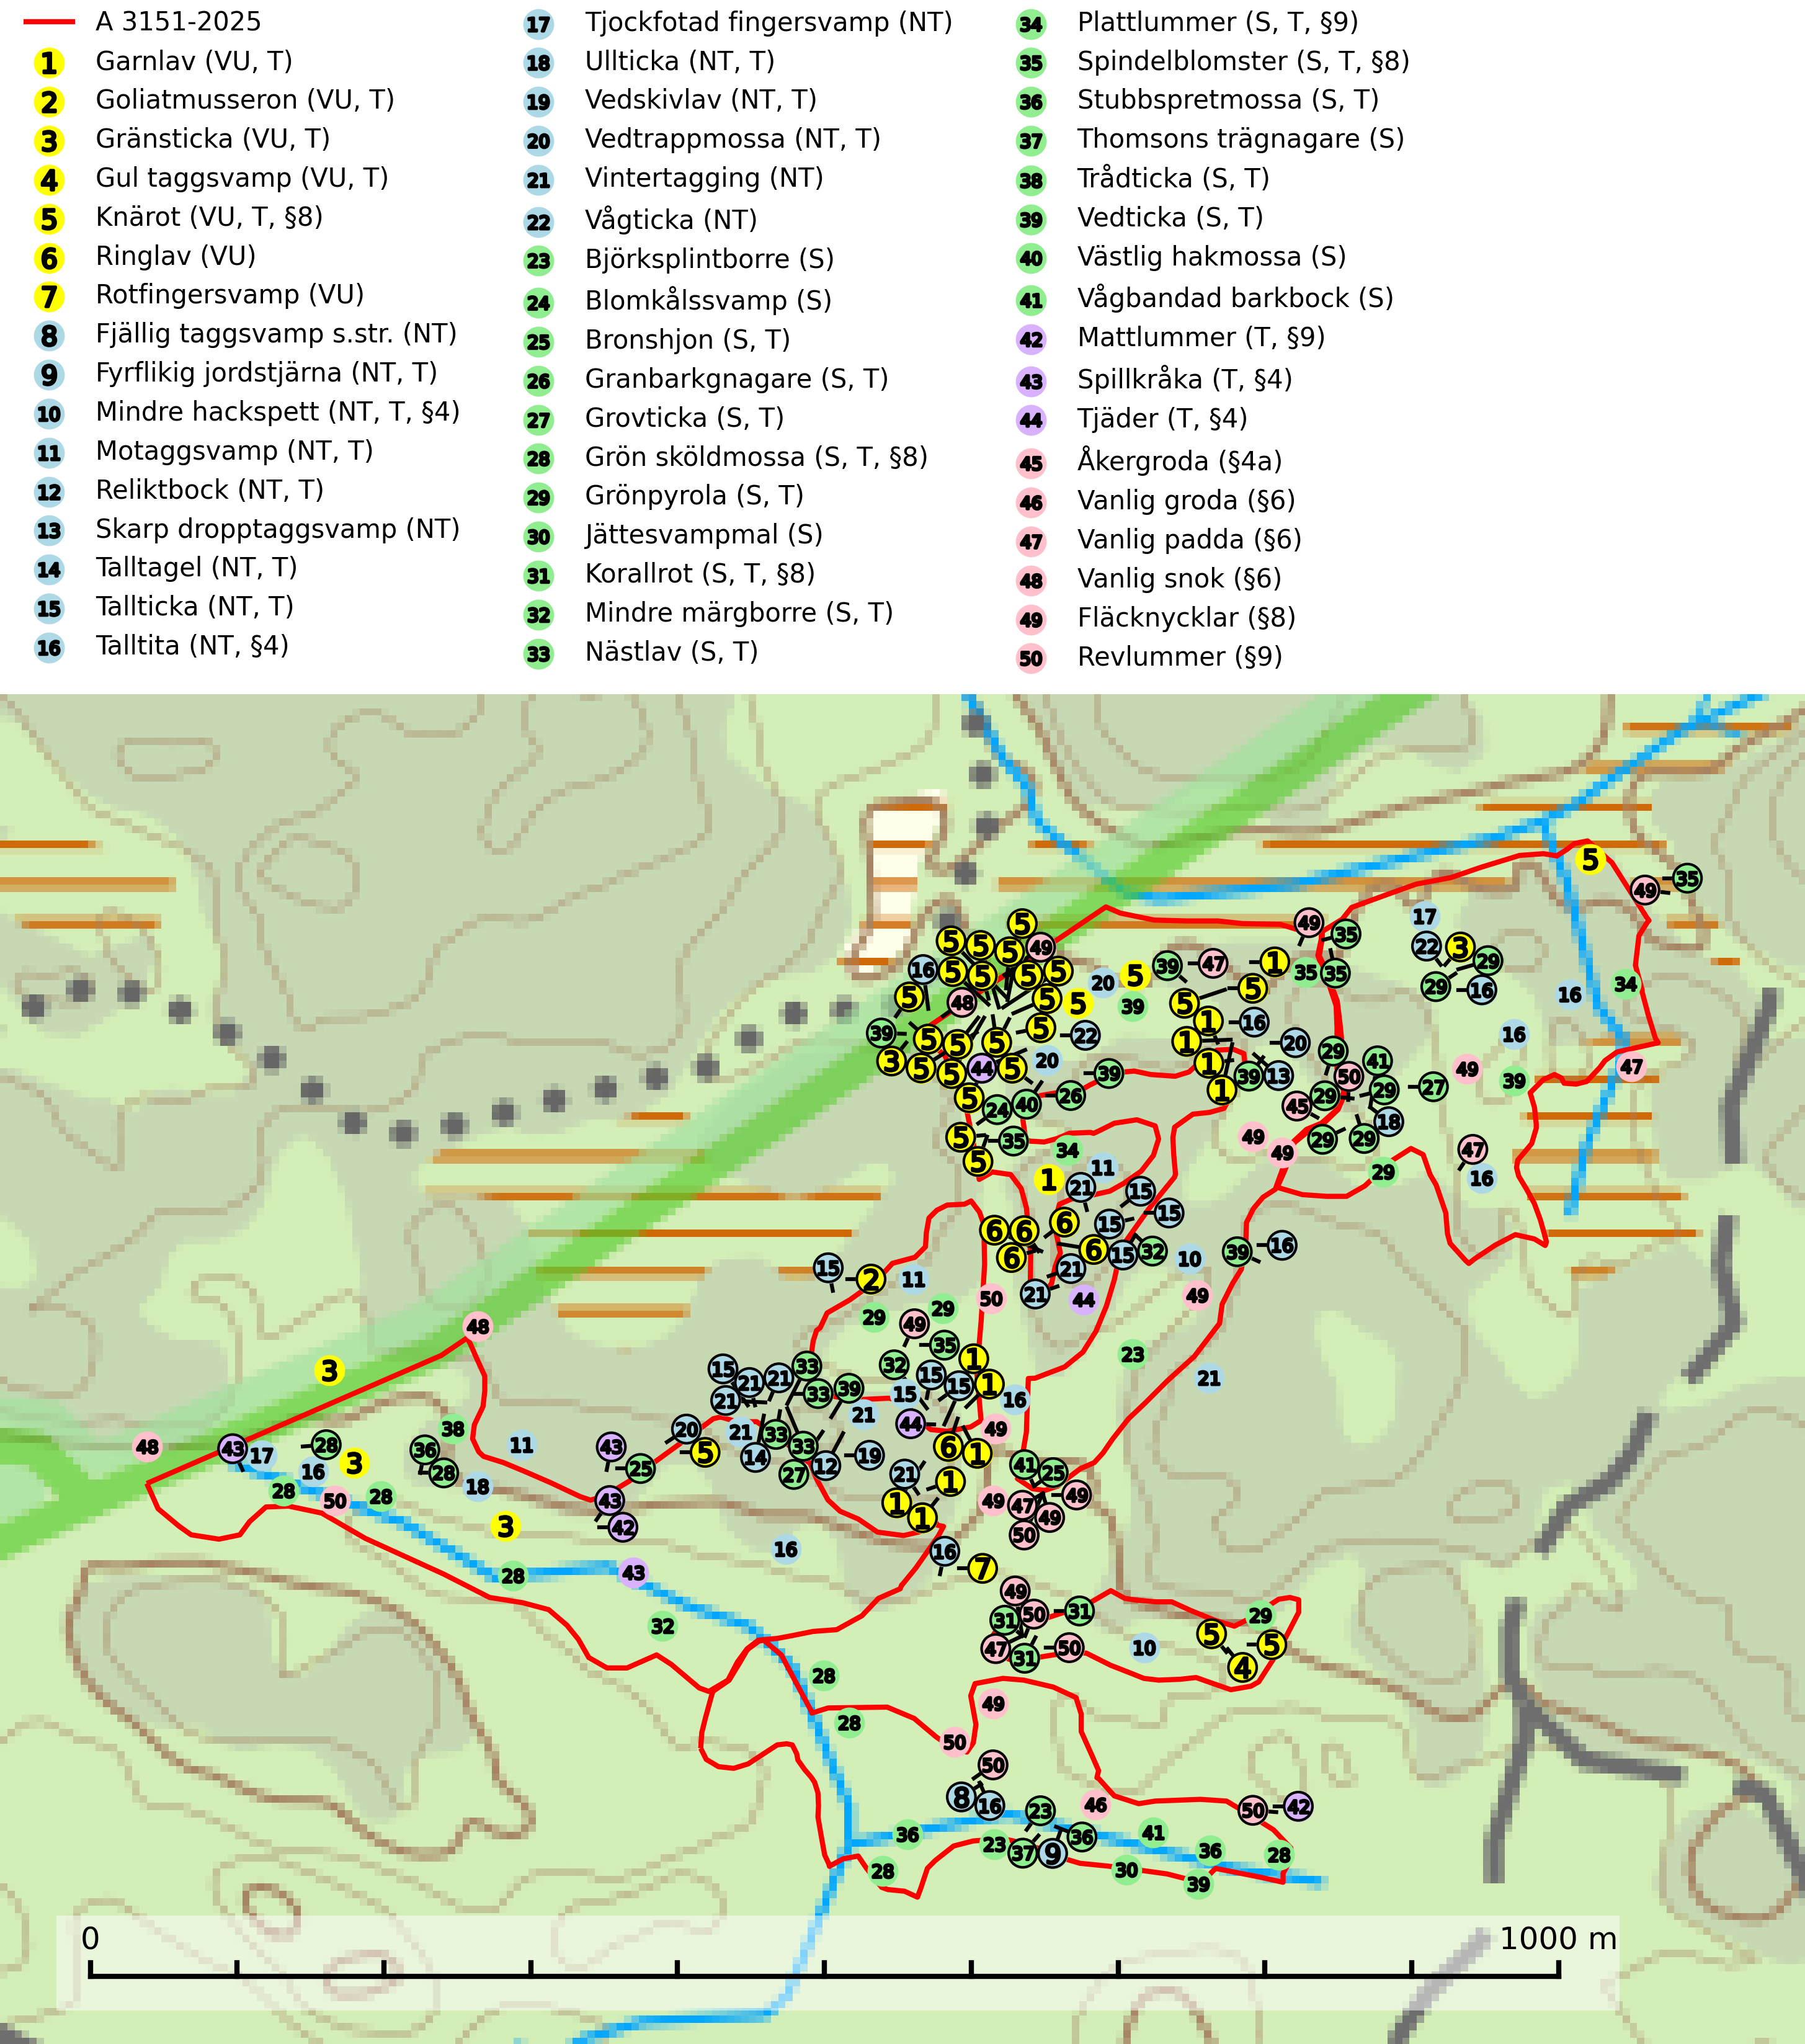 A 3151-2025
1 Garnlav (VU, T)
2 Goliatmusseron (VU, T)
3 Gränsticka (VU, T)
4 Gul taggsvamp (VU, T)
5 Knärot (VU, T, §8)
6 Ringlav (VU)
7 Rotfingersvamp (VU)
8 Fjällig taggsvamp s.str. (NT)
9 Fyrflikig jordstjärna (NT, T)
10 Mindre hackspett (NT, T, §4)
11 Motaggsvamp (NT, T)
12 Reliktbock (NT, T)
13 Skarp dropptaggsvamp (NT)
14 Talltagel (NT, T)
15 Tallticka (NT, T)
16 Talltita (NT, §4)
17 Tjockfotad fingersvamp (NT)
18 Ullticka (NT, T)
19 Vedskivlav (NT, T)
20 Vedtrappmossa (NT, T)
21 Vintertagging (NT)
22 Vågticka (NT)
23 Björksplintborre (S)
24 Blomkålssvamp (S)
25 Bronshjon (S, T)
26 Granbarkgnagare (S, T)
27 Grovticka (S, T)
28 Grön sköldmossa (S, T, §8)
29 Grönpyrola (S, T)
30 Jättesvampmal (S)
31 Korallrot (S, T, §8)
32 Mindre märgborre (S, T)
33 Nästlav (S, T)
34 Plattlummer (S, T, §9)
35 Spindelblomster (S, T, §8)
36 Stubbspretmossa (S, T)
37 Thomsons trägnagare (S)
38 Trådticka (S, T)
39 Vedticka (S, T)
40 Västlig hakmossa (S)
41 Vågbandad barkbock (S)
42 Mattlummer (T, §9)
43 Spillkråka (T, §4)
44 Tjäder (T, §4)
45 Åkergroda (§4a)
46 Vanlig groda (§6)
47 Vanlig padda (§6)
48 Vanlig snok (§6)
49 Fläcknycklar (§8)
50 Revlummer (§9)
0 1000 m